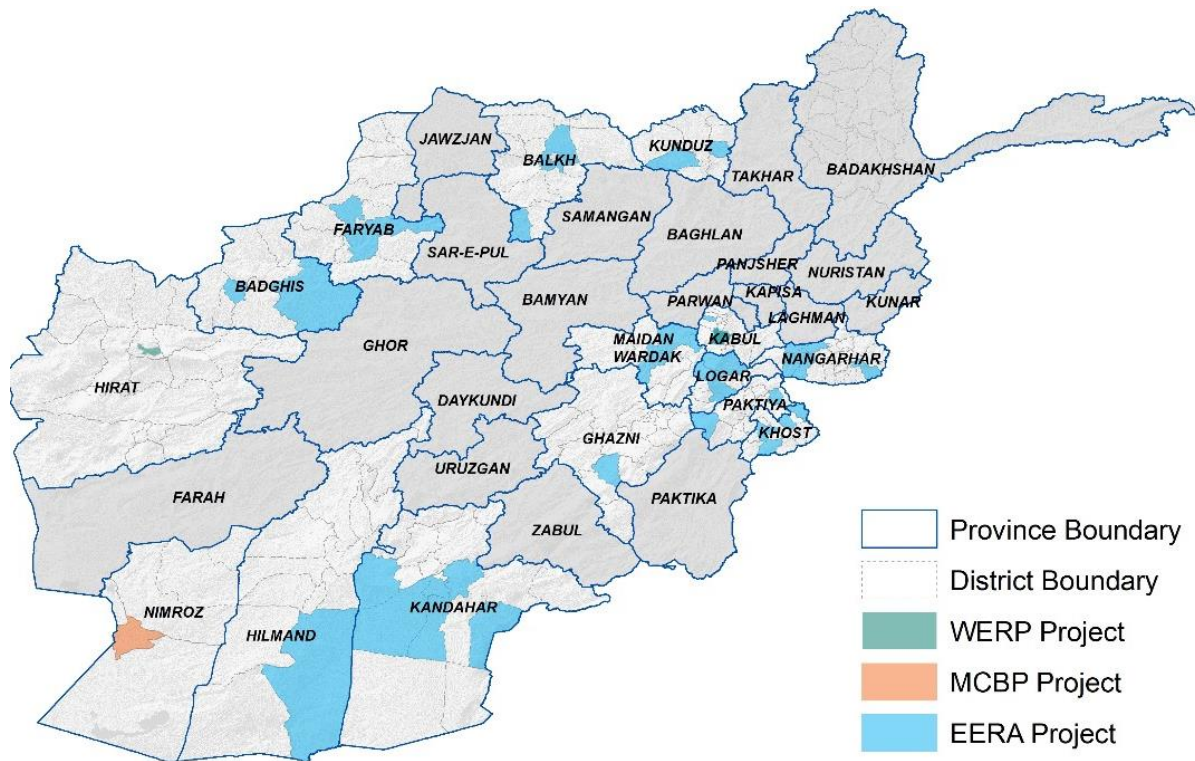 JAWZJAN
BALKH
KUNDUZ
TAKHAR
BADAKHSHAN
FARYAB
SAR-E-PUL
SAMANGAN
BAGHLAN
PANJSHER
NURISTAN
BADGHIS
BAMYAN
PARWAN
KAPISA
KUNAR
LAGHMAN
HIRAT
GHOR
MAIDAN
WARDAK
KABUL
NANGARHAR
LOGAR
DAYKUNDI
PAKTIYA
GHAZNI
KHOST
URUZGAN
FARAH
PAKTIKA
ZABUL
NIMROZ
HILMAND
KANDAHAR
Province Boundary
District Boundary
WERP Project
MCBP Project
EERA Project